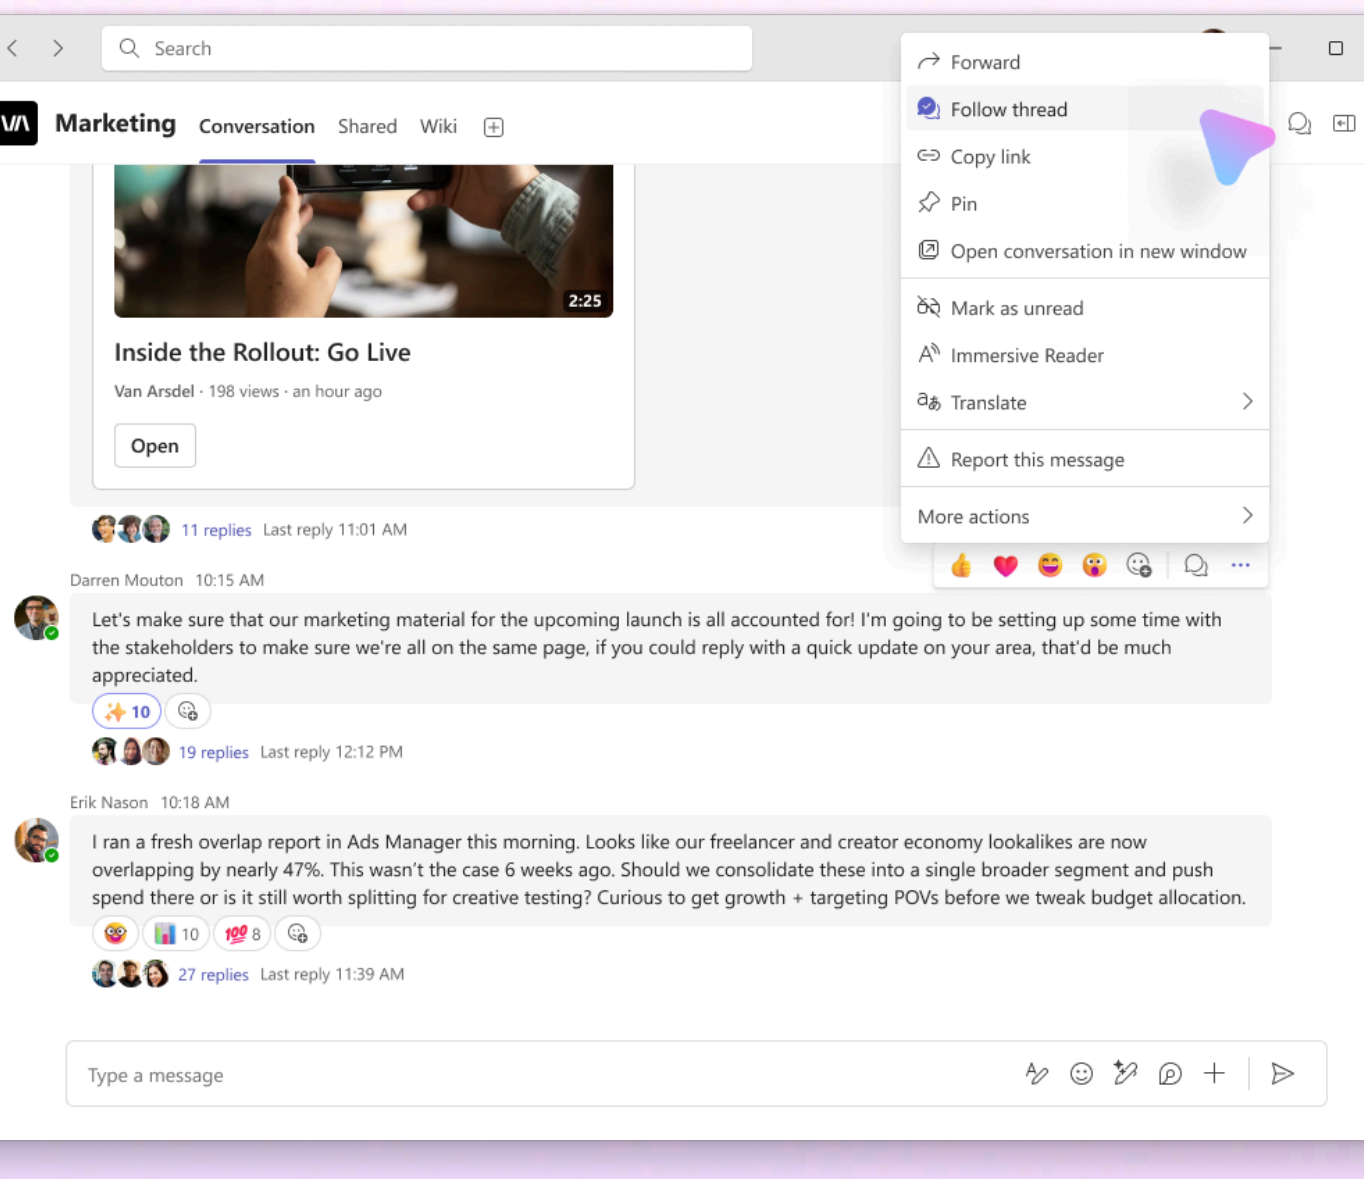 Search
VA
Marketing
Conversation
Shared
Wiki
Forward
Follow thread
Copy link
Pin
Open conversation in new window
Mark as unread
Immersive Reader
Translate
Report this message
More actions
2:25
Inside the Rollout: Go Live
Van Arsdel · 198 views · an hour ago
Open
11 replies Last reply 11:01 AM
Darren Mouton 10:15 AM
Let's make sure that our marketing material for the upcoming launch is all accounted for! I'm going to be setting up some time with
the stakeholders to make sure we're all on the same page, if you could reply with a quick update on your area, that'd be much
appreciated.
10
19 replies Last reply 12:12 PM
Erik Nason 10:18 AM
I ran a fresh overlap report in Ads Manager this morning. Looks like our freelancer and creator economy lookalikes are now
overlapping by nearly 47%. This wasn’t the case 6 weeks ago. Should we consolidate these into a single broader segment and push
spend there or is it still worth splitting for creative testing? Curious to get growth + targeting POVs before we tweak budget allocation.
10 💯 8
27 replies Last reply 11:39 AM
Type a message